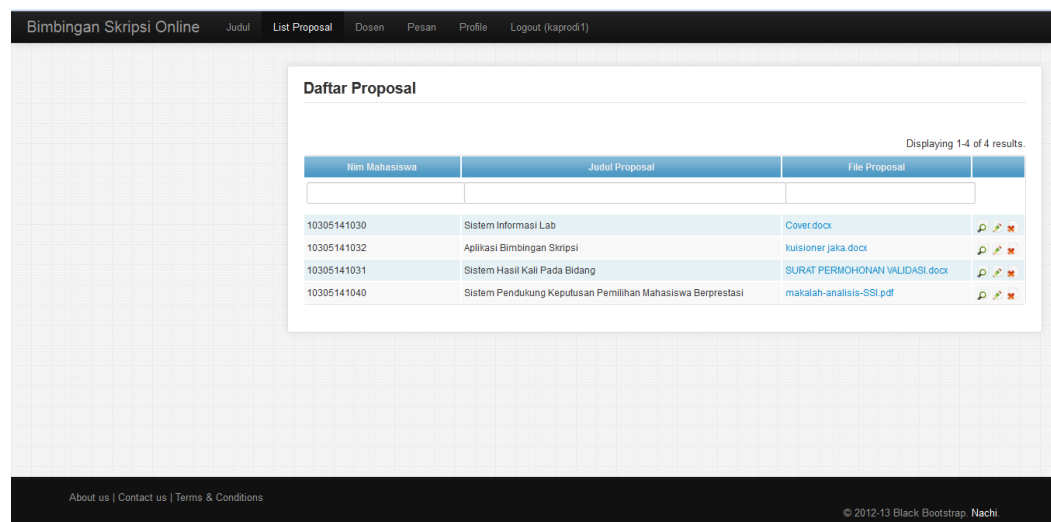 Bimbingan Skripsi Online Judul List Proposal Dosen Pesan Profile Logout (kaprodi1)
Daftar Proposal
Displaying 1-4 of 4 results.
Nim Mahasiswa Judul Proposal File Proposal
10305141030 Sistem Informasi Lab Cover.docx
10305141032 Aplikasi Bimbingan Skripsi kuisioner jaka.docx
10305141031 Sistem Hasil Kali Pada Bidang SURAT PERMOHONAN VALIDASI.docx
10305141040 Sistem Pendukung Keputusan Pemilihan Mahasiswa Berprestasi makalah-analisis-SSI.pdf
About us | Contact us | Terms & Conditions
© 2012-13 Black Bootstrap. Nachi.